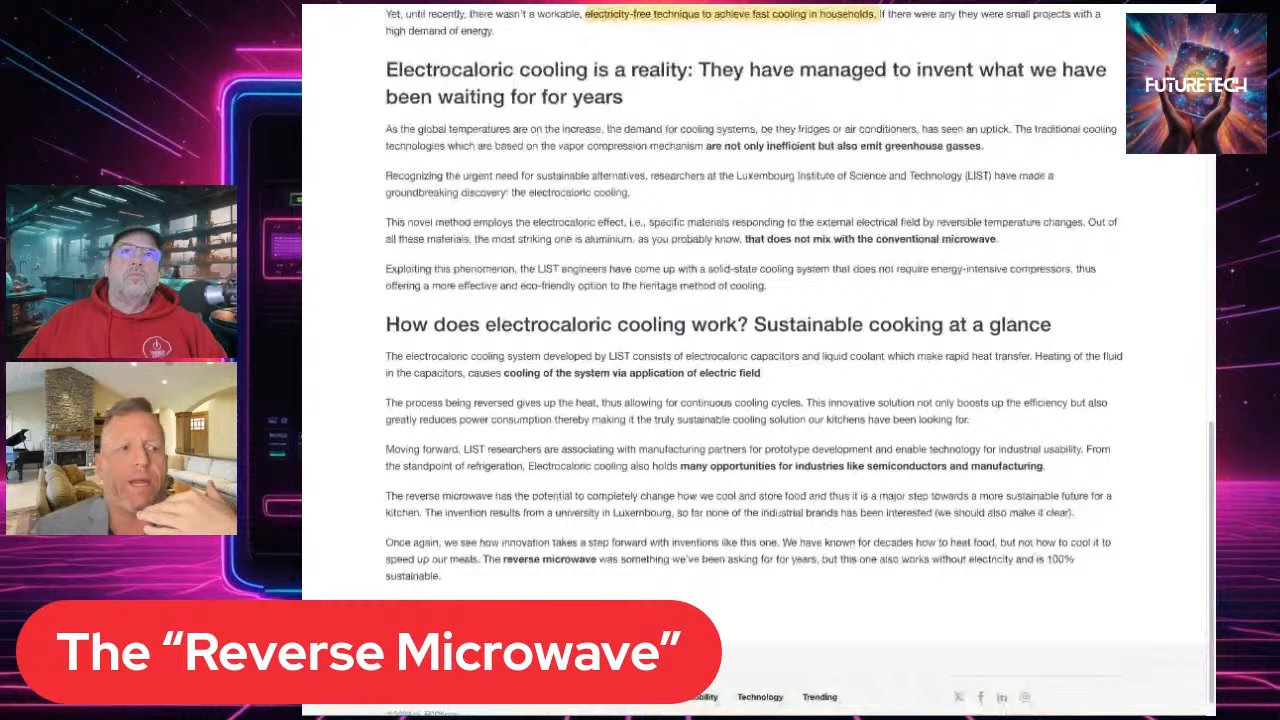 Yet, until recently, there wasn't a workable, electricity-free technique to achieve fast cooling in households. If there were any they were small projects with a
high demand of energy.
Electrocaloric cooling is a reality: They have managed to invent what we have
been waiting for for years
As the global temperatures are on the increase, the demand for cooling systems, be they fridges or air conditioners, has seen an uptick. The traditional cooling
technologies which are based on the vapor compression mechanism are not only inefficient but also emit greenhouse gasses.
Recognizing the urgent need for sustainable alternatives, researchers at the Luxembourg Institute of Science and Technology (LIST) have made a
groundbreaking discovery: the electrocaloric cooling.
This novel method employs the electrocaloric effect, i.e., specific materials responding to the external electrical field by reversible temperature changes. Out of
all these materials, the most striking one is aluminium, as you probably know, that does not mix with the conventional microwave.
Exploiting this phenomenon, the LIST engineers have come up with a solid-state cooling system that does not require energy-intensive compressors, thus
offering a more effective and eco-friendly option to the heritage method of cooling.
How does electrocaloric cooling work? Sustainable cooking at a glance
The electrocaloric cooling system developed by LIST consists of electrocaloric capacitors and liquid coolant which make rapid heat transfer. Heating of the fluid
in the capacitors, causes cooling of the system via application of electric field.
The process being reversed gives up the heat, thus allowing for continuous cooling cycles. This innovative solution not only boosts up the efficiency but also
greatly reduces power consumption thereby making it the truly sustainable cooling solution our kitchens have been looking for.
Moving forward, LIST researchers are associating with manufacturing partners for prototype development and enable technology for industrial usability. From
the standpoint of refrigeration, Electrocaloric cooling also holds many opportunities for industries like semiconductors and manufacturing.
The reverse microwave has the potential to completely change how we cool and store food and thus it is a major step towards a more sustainable future for a
kitchen. The invention results from a university in Luxembourg, so far none of the industrial brands has been interested (we should also make it clear).
Once again, we see how innovation takes a step forward with inventions like this one. We have known for decades how to heat food, but not how to cool it to
speed up our meals. The reverse microwave was something we've been asking for for years, but this one also works without electricity and is 100%
sustainable.
FUTURETECH
The “Reverse Microwave”
Technology Trending